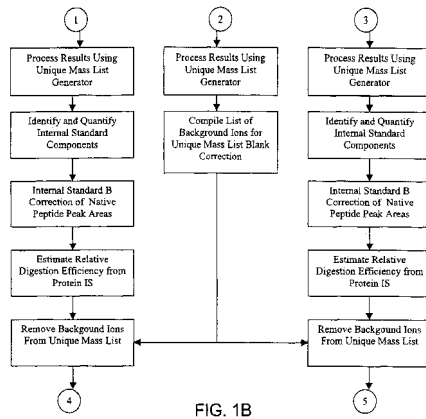 1
Process Results Using
Unique Mass List
Generator
Identify and Quantify
Internal Standard
Components
Internal Standard B
Correction of Native
Peptide Peak Areas
Estimate Relative
Digestion Efficiency from
Protein IS
Remove Backgound Ions
From Unique Mass List
4
2
Process Results Using
Unique Mass List
Generator
Compile List of
Background Ions for
Unique Mass List Blank
Correction
3
Process Results Using
Unique Mass List
Generator
Identify and Quantify
Internal Standard
Components
Internal Standard B
Correction of Native
Peptide Peak Areas
Estimate Relative
Digestion Efficiency from
Protein IS
Remove Backgound Ions
From Unique Mass List
5
FIG. 1B